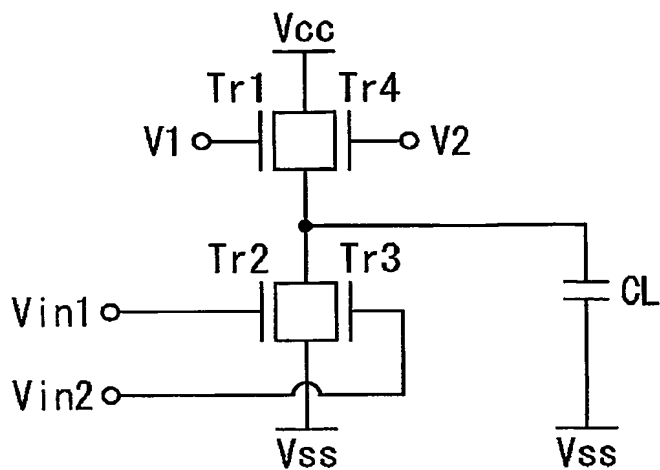 Vcc
Tr1 Tr4
V1 V2
Tr2 Tr3
Vin1
CL
Vin2
Vss Vss